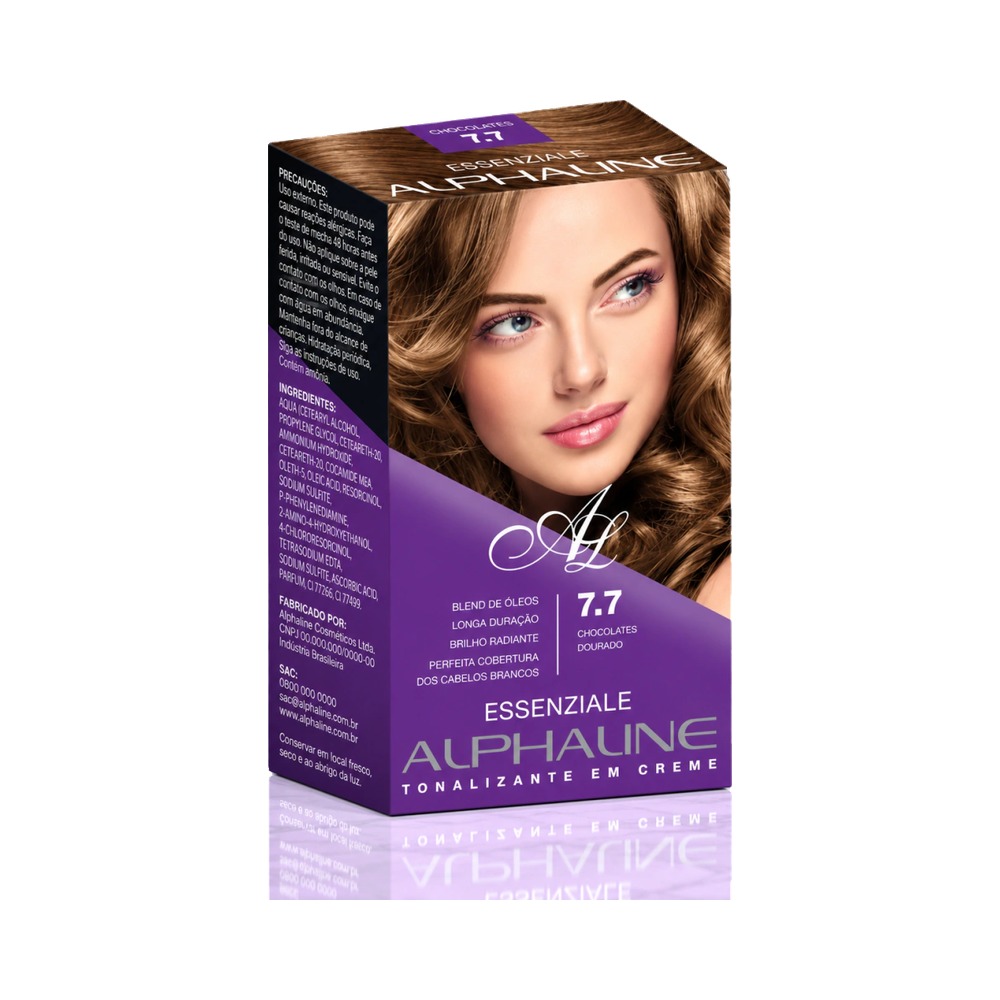 CHOCOLATES
7.7
ESSENZIALE
ALPHALINE
PRECAUÇÕES:
Uso externo. Este produto pode
causar reações alérgicas. Faça
o teste de mecha 48 horas antes
do uso. Não aplique sobre a pele
ferida, irritada ou sensível. Evite o
contato com os olhos. Em caso de
contato com os olhos, enxágue
com água em abundância.
Mantenha fora do alcance de
crianças. Hidratação periódica,
Siga as instruções de uso.
Contém amônia.
INGREDIENTES:
AQUA (CETEARYL ALCOHOL,
PROPYLENE GLYCOL, CETEARETH-20,
AMMONIUM HYDROXIDE,
CETEARETH-20, COCAMIDE MEA,
OLETH-5, OLEIC ACID, RESORCINOL,
SODIUM SULFITE,
P-PHENYLENEDIAMINE,
2-AMINO-4-HYDROXYETHANOL,
4-CHLORORESORCINOL,
TETRASODIUM EDTA,
SODIUM SULFITE, ASCORBIC ACID,
PARFUM, CI 77266, CI 77499.
FABRICADO POR:
Alphaline Cosméticos Ltda.
CNPJ 00.000.000/0000-00
Indústria Brasileira
SAC:
0800 000 0000
sac@alphaline.com.br
www.alphaline.com.br
Conservar em local fresco,
seco e ao abrigo da luz.
AL
BLEND DE ÓLEOS
LONGA DURAÇÃO
BRILHO RADIANTE
PERFEITA COBERTURA
DOS CABELOS BRANCOS
7.7
CHOCOLATES
DOURADO
ESSENZIALE
ALPHALINE
TONALIZANTE EM CREME